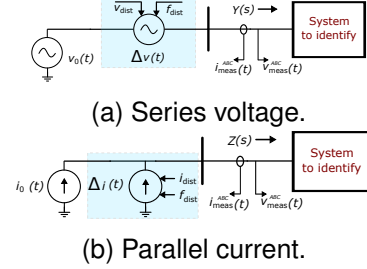 v_dist f_dist
Y(s)
System
to identify
v_0(t)
Δv(t)
i_meas^ABC(t) v_meas^ABC(t)
(a) Series voltage.
Z(s)
System
to identify
i_0(t)
Δi(t)
i_dist
f_dist
i_meas^ABC(t) v_meas^ABC(t)
(b) Parallel current.